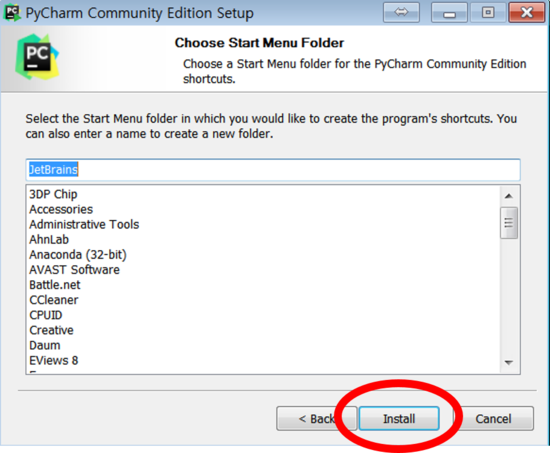 PyCharm Community Edition Setup
PC
Choose Start Menu Folder
Choose a Start Menu folder for the PyCharm Community Edition
shortcuts.
Select the Start Menu folder in which you would like to create the program's shortcuts. You
can also enter a name to create a new folder.
JetBrains
3DP Chip
Accessories
Administrative Tools
AhnLab
Anaconda (32-bit)
AVAST Software
Battle.net
CCleaner
CPUID
Creative
Daum
EViews 8
< Back Install Cancel